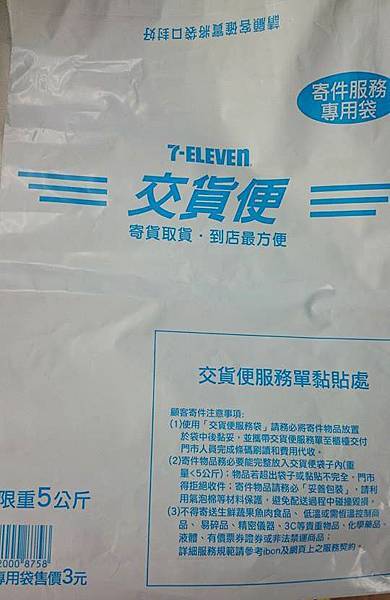 請顧客確實將袋口封好
寄件服務
專用袋
7-ELEVEN
交貨便
寄貨取貨・到店最方便
交貨便服務單黏貼處
顧客寄件注意事項:
(1)使用「交貨便服務袋」請務必將寄件物品放置
於袋中後黏妥,並攜帶交貨便服務單至櫃檯交付
門市人員完成條碼刷讀和費用代收。
(2)寄件物品務必要能完整放入交貨便袋子內(重
量<5公斤);物品若超出袋子或黏貼不完全,門市
得拒絕收件;寄件物品請務必「妥善包裝」,請利
用氣泡棉等材料保護,避免配送過程中碰撞毀損。
(3)不得寄送生鮮蔬果魚肉食品、低溫或需恆溫控制商
品、易碎品、精密儀器、3C等貴重物品、化學藥品、
液體、有價票券證券或非法禁運商品;
詳細服務規範請參考ibon及網頁上之服務契約。
限重5公斤
2000 8758
專用袋售價3元